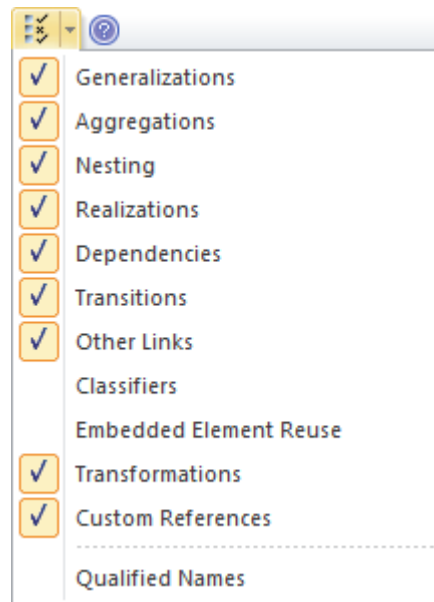 Generalizations
Aggregations
Nesting
Realizations
Dependencies
Transitions
Other Links
Classifiers
Embedded Element Reuse
Transformations
Custom References
Qualified Names